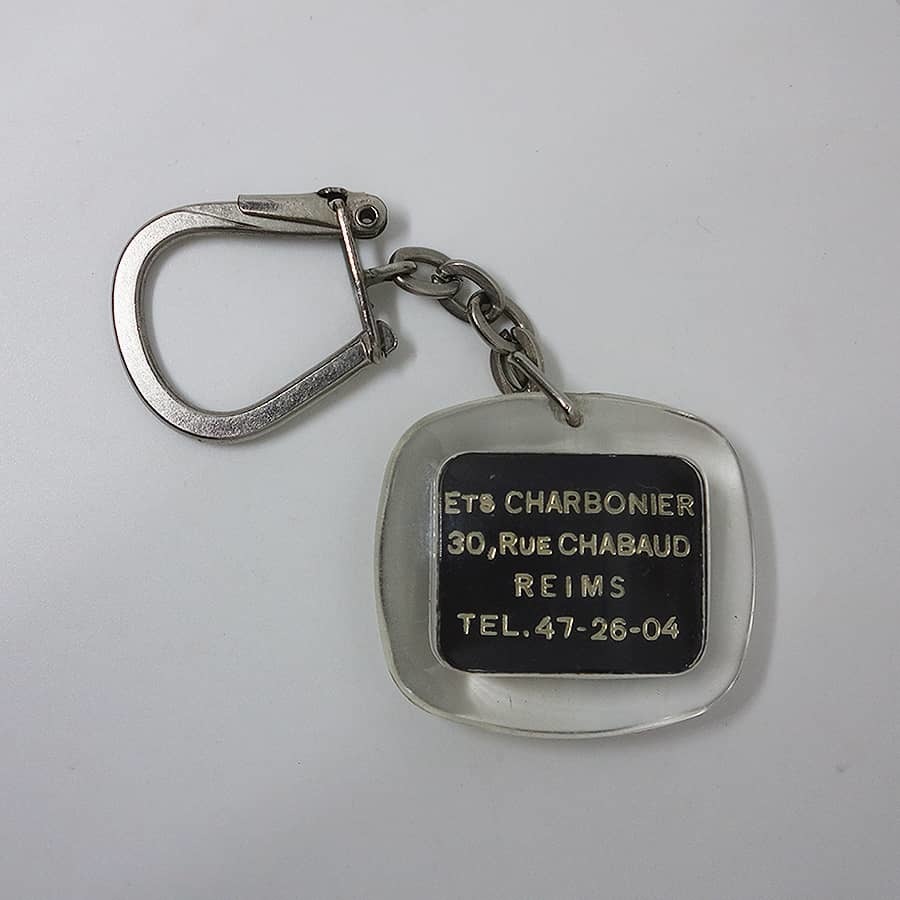 ETS CHARBONIER
30, RUE CHABAUD
REIMS
TEL. 47-26-04